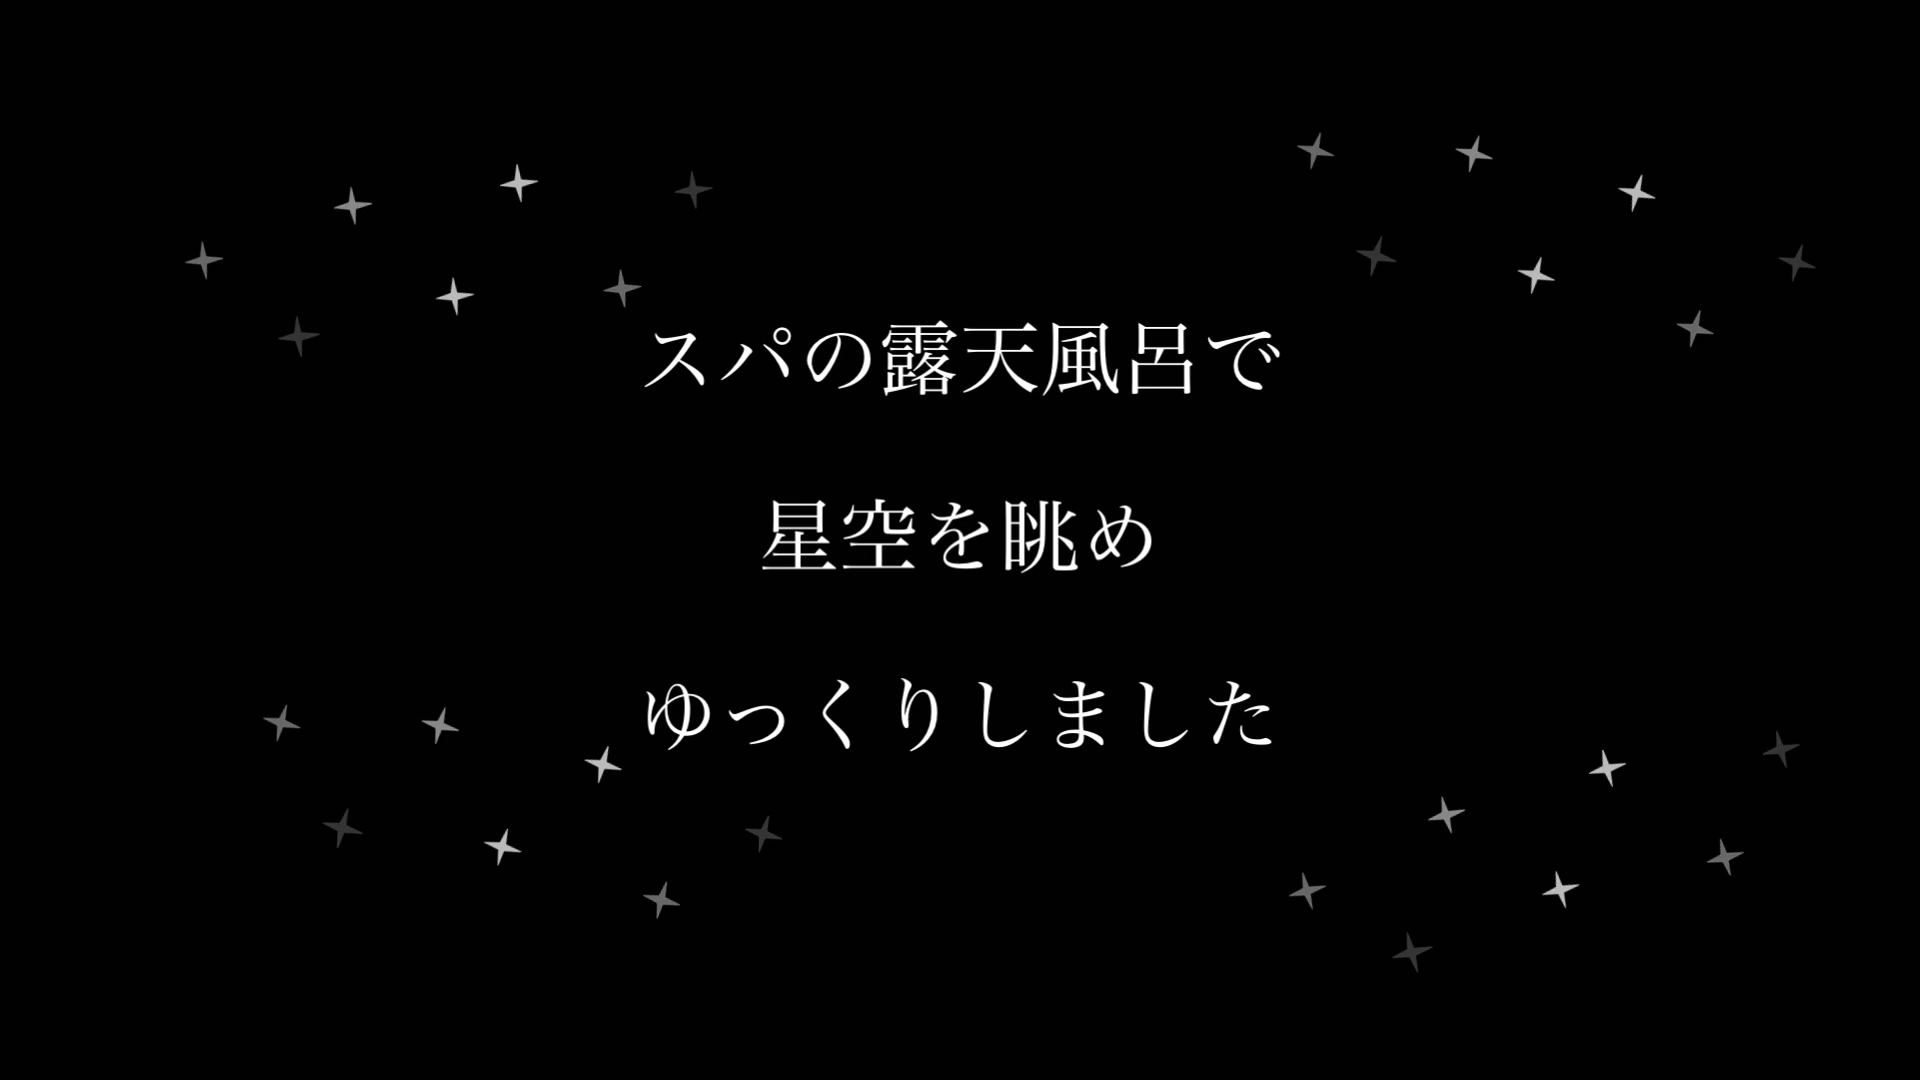 スパの露天風呂で
星空を眺め
ゆっくりしました